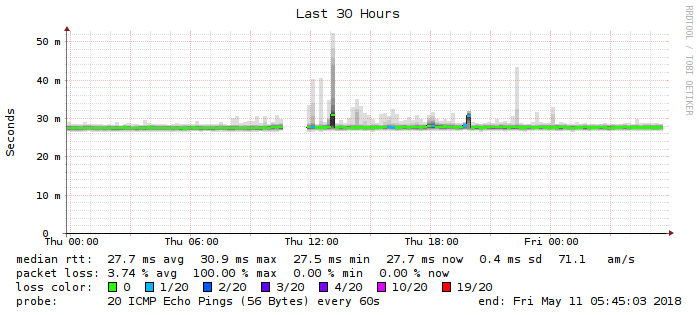 Last 30 Hours
RRDTOOL / TOBI OETIKER
Seconds
50 m
40 m
30 m
20 m
10 m
0
Thu 00:00 Thu 06:00 Thu 12:00 Thu 18:00 Fri 00:00
median rtt: 27.7 ms avg 30.9 ms max 27.5 ms min 27.7 ms now 0.4 ms sd 71.1 am/s
packet loss: 3.74 % avg 100.00 % max 0.00 % min 0.00 % now
loss color: 0 1/20 2/20 3/20 4/20 10/20 19/20
probe: 20 ICMP Echo Pings (56 Bytes) every 60s end: Fri May 11 05:45:03 2018